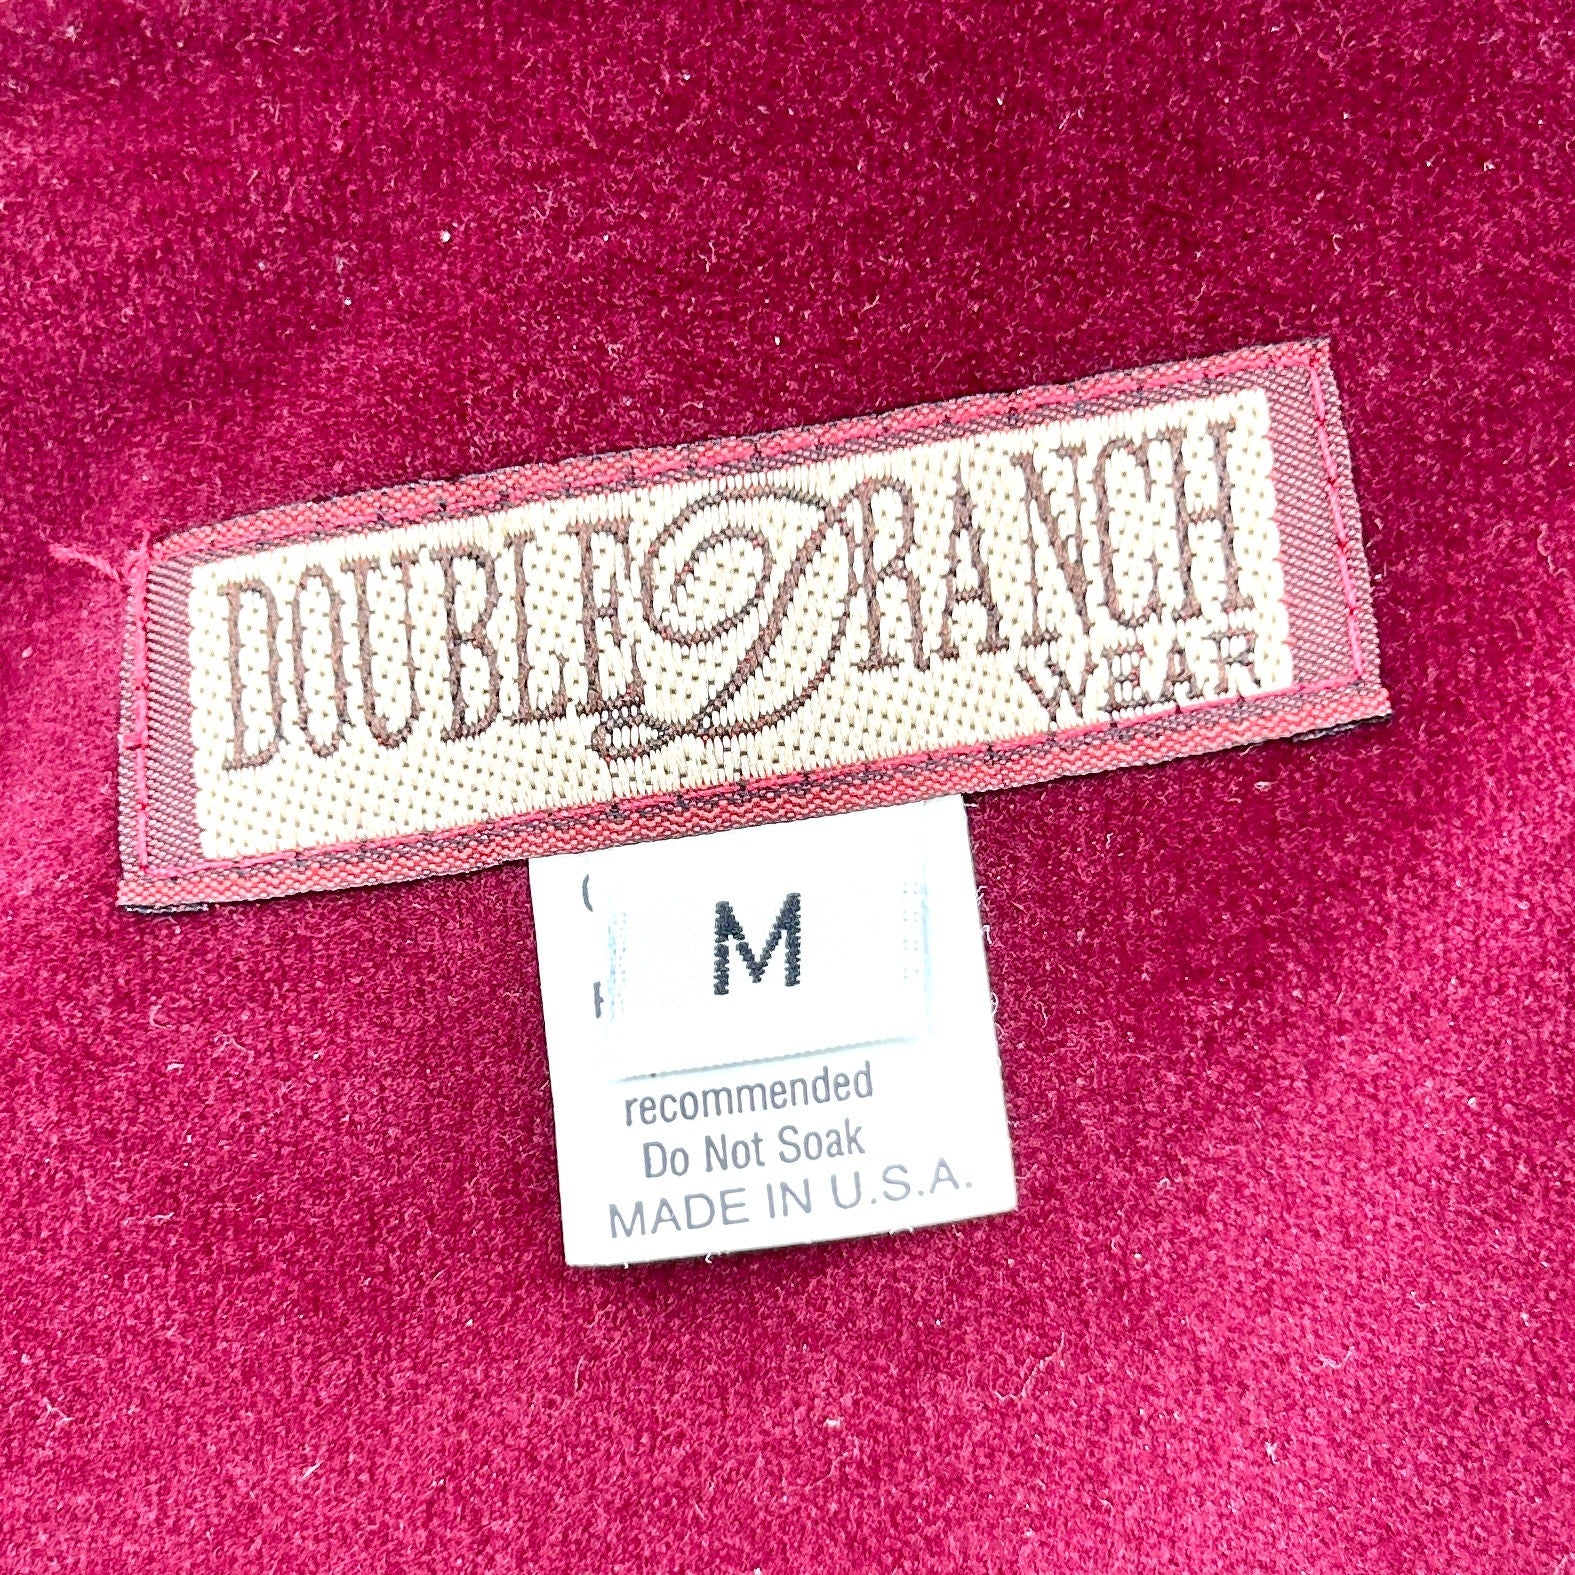 DOUBLE D RANCH
WEAR
M
recommended
Do Not Soak
MADE IN U.S.A.